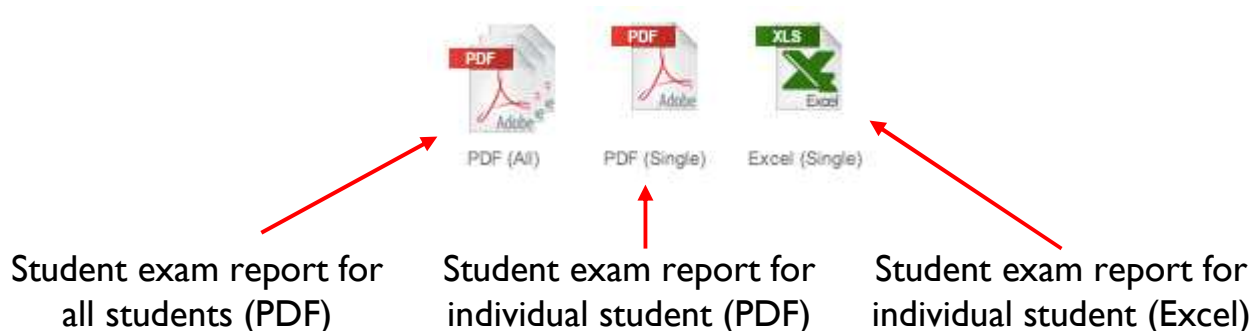 PDF
Adobe
PDF
Adobe
XLS
Excel
PDF (All)
PDF (Single)
Excel (Single)
Student exam report for
all students (PDF)
Student exam report for
individual student (PDF)
Student exam report for
individual student (Excel)